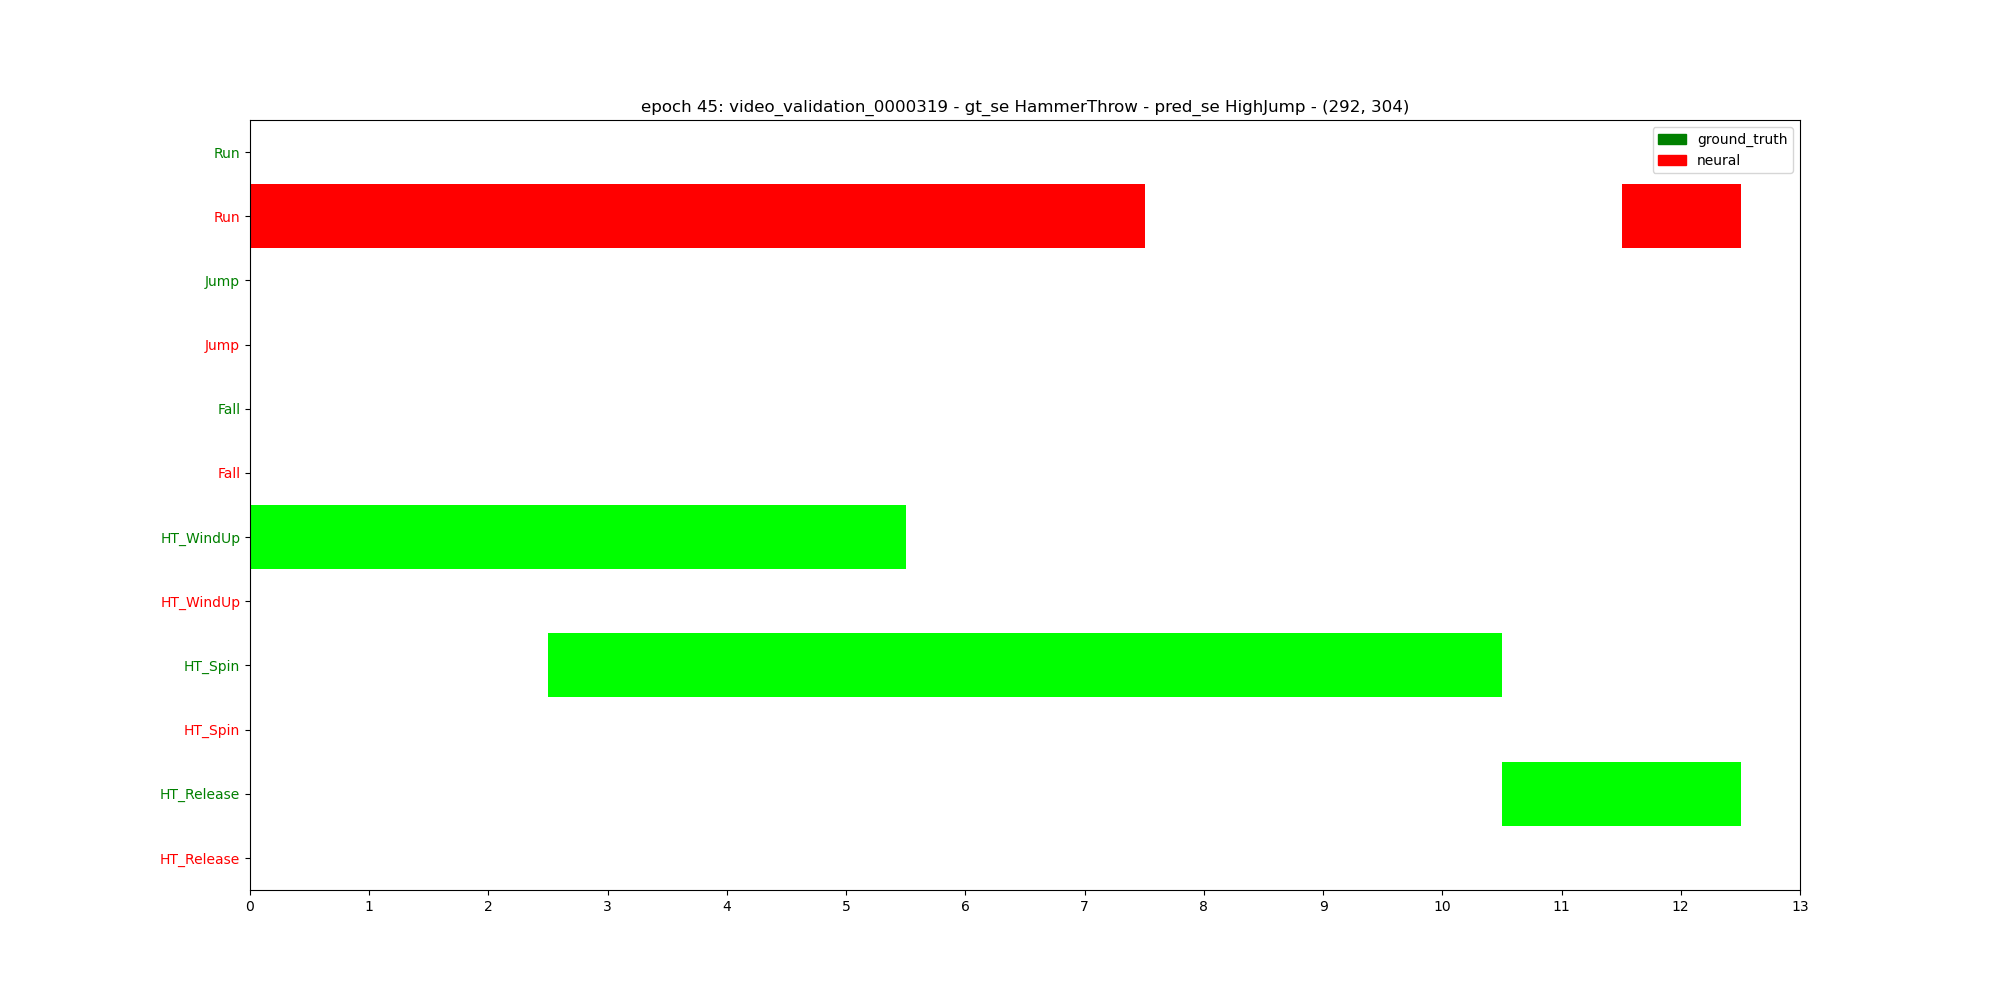 epoch 45: video_validation_0000319 - gt_se HammerThrow - pred_se HighJump - (292, 304)
ground_truth
neural
Run
Run
Jump
Jump
Fall
Fall
HT_WindUp
HT_WindUp
HT_Spin
HT_Spin
HT_Release
HT_Release
0 1 2 3 4 5 6 7 8 9 10 11 12 13